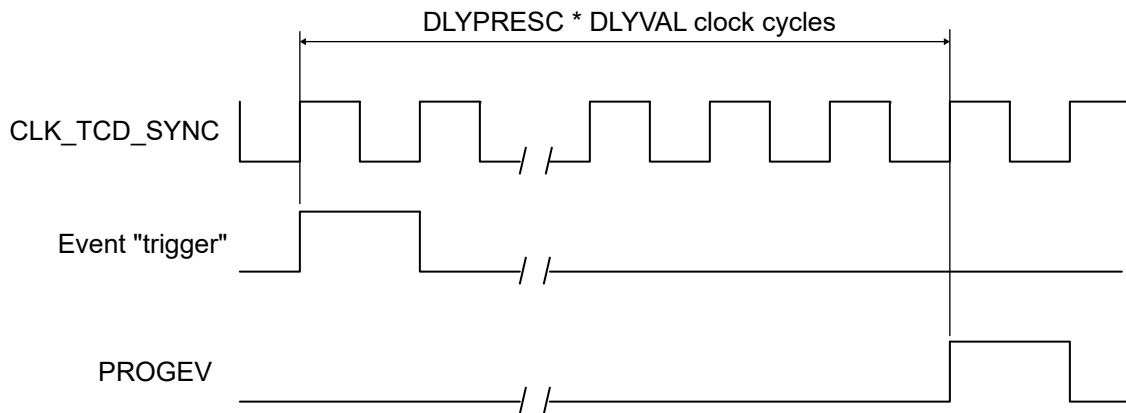 DLYPRESC * DLYVAL clock cycles
CLK_TCD_SYNC
Event "trigger"
PROGEV